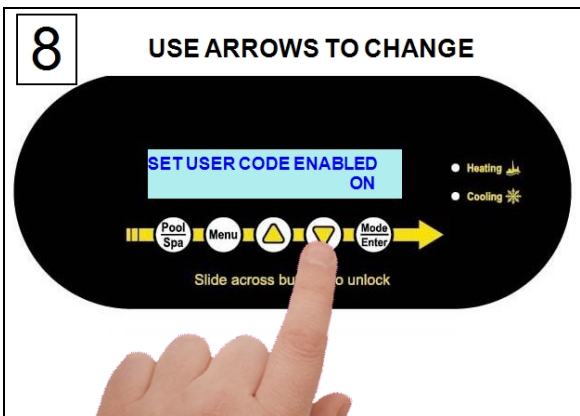 8
USE ARROWS TO CHANGE
SET USER CODE ENABLED
ON
Heating
Cooling
Pool
Spa
Menu
Mode
Enter
Slide across bu o unlock